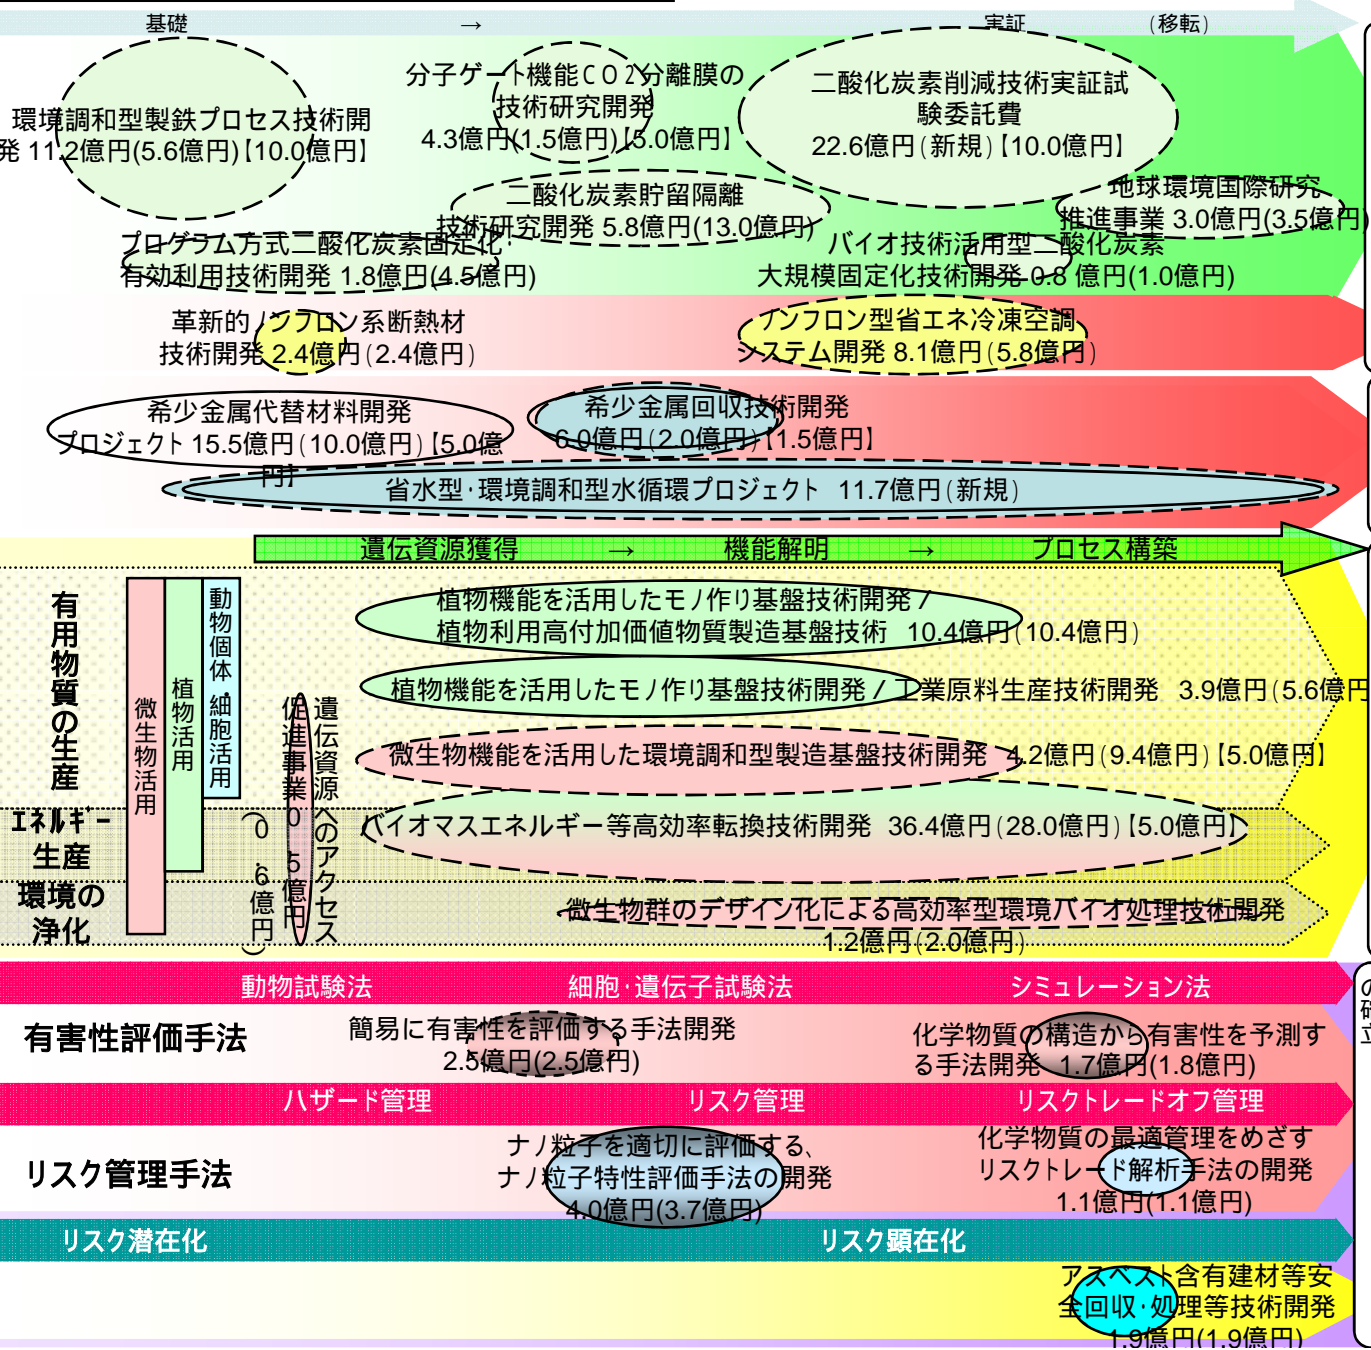 基礎 → 実証 (移転)
環境調和型製鉄プロセス技術開
発 11.2億円(5.6億円)【10.0億円】
分子ゲート機能CO2分離膜の
技術研究開発
4.3億円(1.5億円)【5.0億円】
二酸化炭素削減技術実証試
験委託費
22.6億円(新規)【10.0億円】
二酸化炭素貯留隔離
技術研究開発 5.8億円(13.0億円)
地球環境国際研究
推進事業 3.0億円(3.5億円)
プログラム方式二酸化炭素固定化・
有効利用技術開発 1.8億円(4.5億円)
バイオ技術活用型二酸化炭素
大規模固定化技術開発 0.8 億円(1.0億円)
革新的ノンフロン系断熱材
技術開発 2.4億円(2.4億円)
ノンフロン型省エネ冷凍空調
システム開発 8.1億円(5.8億円)
希少金属代替材料開発
プロジェクト 15.5億円(10.0億円)【5.0億
円】
希少金属回収技術開発
6.0億円(2.0億円)【1.5億円】
省水型・環境調和型水循環プロジェクト 11.7億円(新規)
遺伝資源獲得 → 機能解明 → プロセス構築
有用物質の生産
エネルギー
生産
環境の
浄化
微生物活用
植物活用
動物個体・細胞活用
遺伝資源へのアクセス
促進事業 0.5億円
(0.6億円)
植物機能を活用したモノ作り基盤技術開発/
植物利用高付加価値物質製造基盤技術 10.4億円(10.4億円)
植物機能を活用したモノ作り基盤技術開発/工業原料生産技術開発 3.9億円(5.6億円
微生物機能を活用した環境調和型製造基盤技術開発 4.2億円(9.4億円)【5.0億円】
バイオマスエネルギー等高効率転換技術開発 36.4億円(28.0億円)【5.0億円】
微生物群のデザイン化による高効率型環境バイオ処理技術開発
1.2億円(2.0億円)
動物試験法 細胞・遺伝子試験法 シミュレーション法
有害性評価手法
簡易に有害性を評価する手法開発
2.5億円(2.5億円)
化学物質の構造から有害性を予測す
る手法開発 1.7億円(1.8億円)
ハザード管理 リスク管理 リスクトレードオフ管理
リスク管理手法
ナノ粒子を適切に評価する、
ナノ粒子特性評価手法の開発
4.0億円(3.7億円)
化学物質の最適管理をめざす
リスクトレード解析手法の開発
1.1億円(1.1億円)
リスク潜在化 リスク顕在化
アスベスト含有建材等安
全回収・処理等技術開発
1.9億円(1.9億円)
の確立